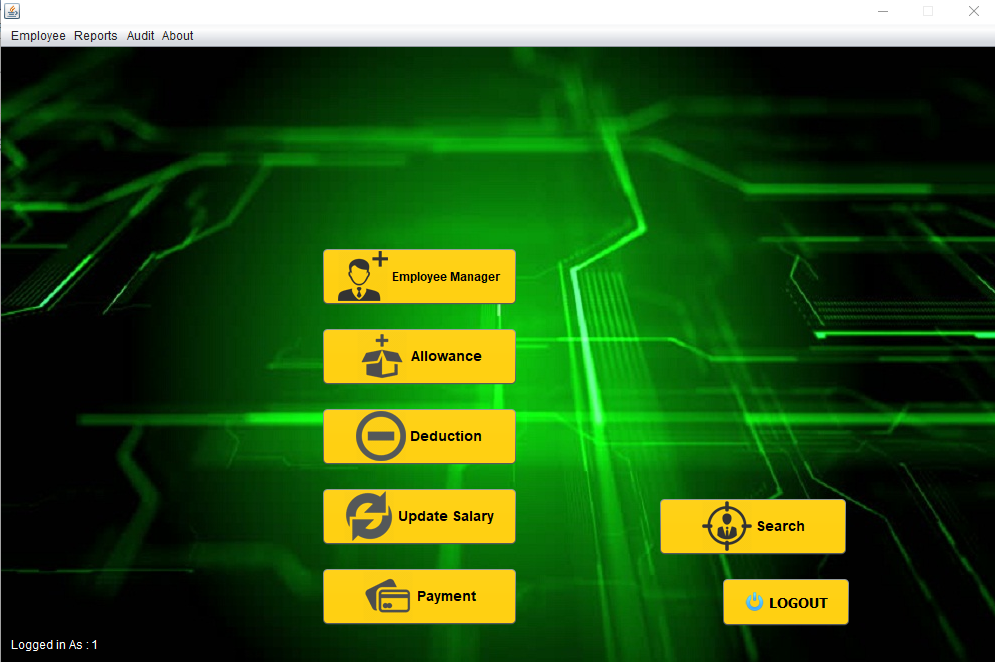 Employee Reports Audit About
Employee Manager
Allowance
Deduction
Update Salary
Search
Payment
LOGOUT
Logged in As : 1